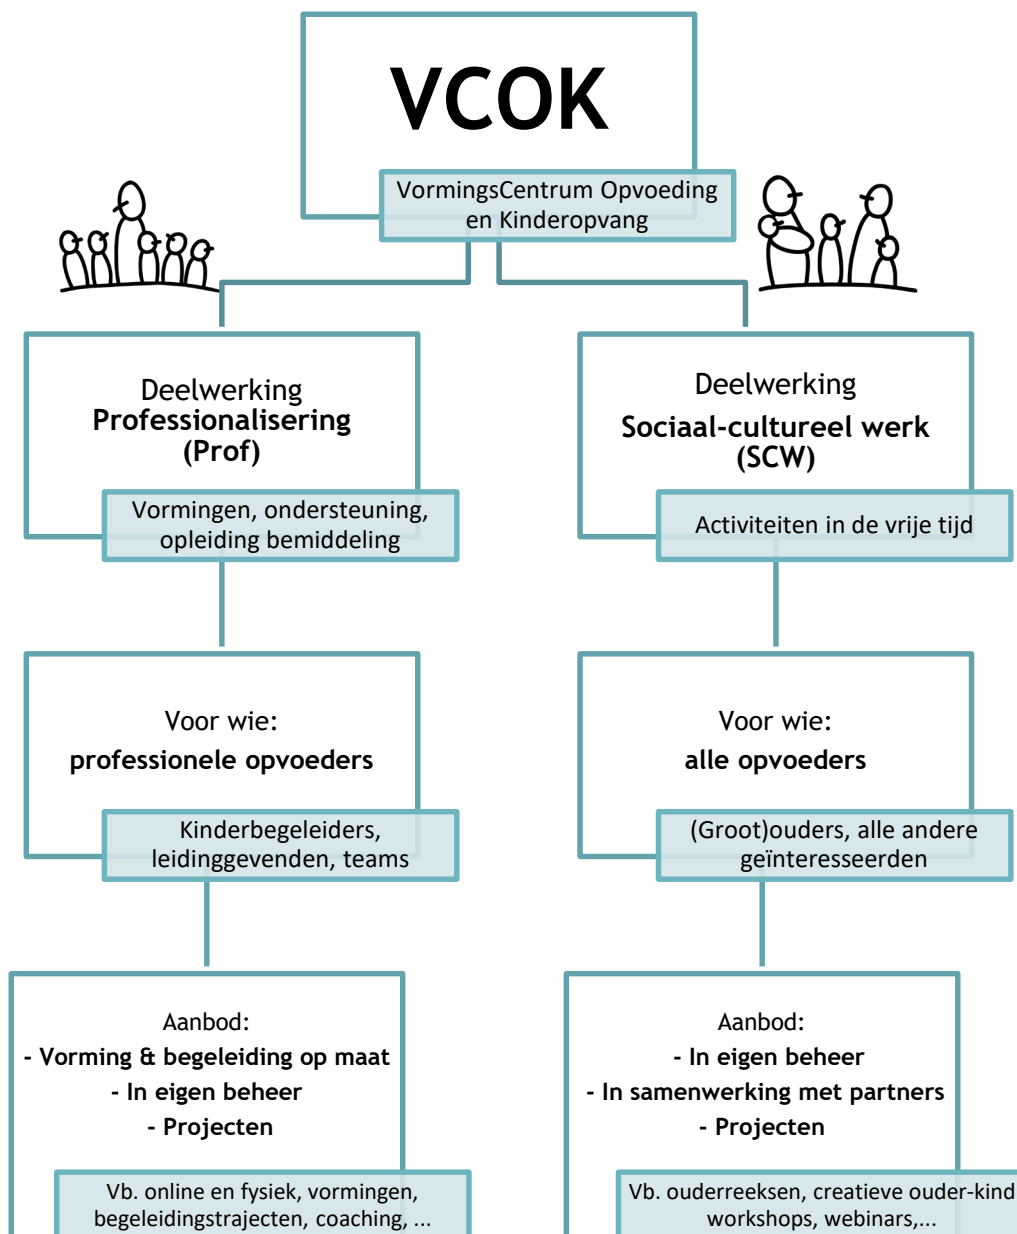 VCOK
VormingsCentrum Opvoeding
en Kinderopvang
Deelwerking
Professionalisering
(Prof)
Vormingen, ondersteuning,
opleiding bemiddeling
Voor wie:
professionele opvoeders
Kinderbegeleiders,
leidinggevenden, teams
Aanbod:
- Vorming & begeleiding op maat
- In eigen beheer
- Projecten
Vb. online en fysiek, vormingen,
begeleidingstrajecten, coaching, ...
Deelwerking
Sociaal-cultureel werk
(SCW)
Activiteiten in de vrije tijd
Voor wie:
alle opvoeders
(Groot)ouders, alle andere
geïnteresseerden
Aanbod:
- In eigen beheer
- In samenwerking met partners
- Projecten
Vb. ouderreeksen, creatieve ouder-kind
workshops, webinars,...